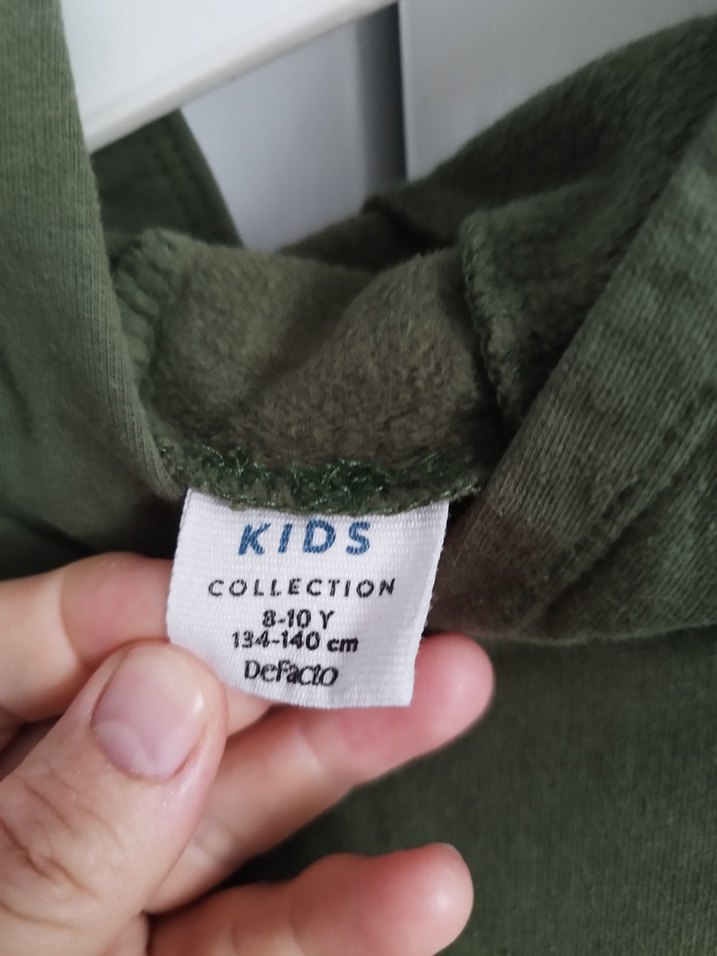 KIDS
COLLECTION
8-10 Y
134-140 cm
DeFacto